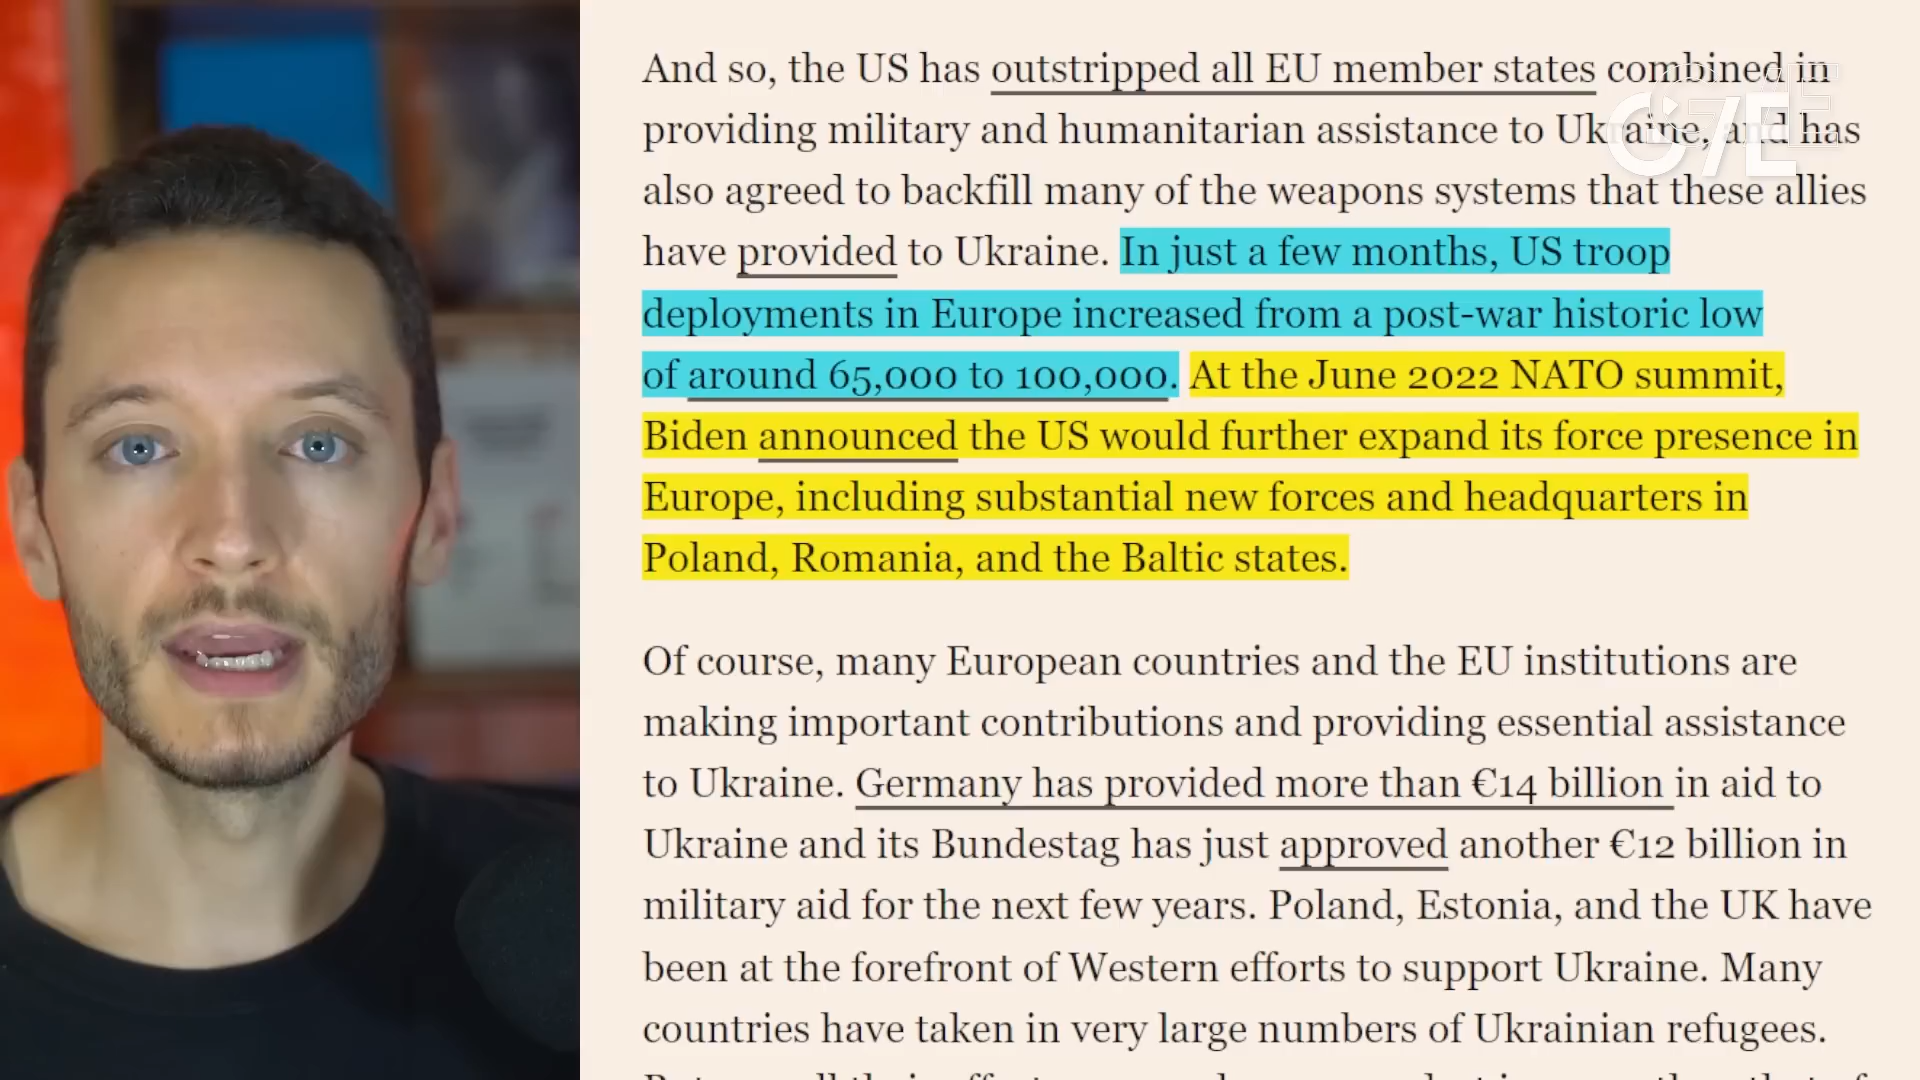 And so, the US has outstripped all EU member states combined in
providing military and humanitarian assistance to Ukraine, and has
also agreed to backfill many of the weapons systems that these allies
have provided to Ukraine. In just a few months, US troop
deployments in Europe increased from a post-war historic low
of around 65,000 to 100,000. At the June 2022 NATO summit,
Biden announced the US would further expand its force presence in
Europe, including substantial new forces and headquarters in
Poland, Romania, and the Baltic states.
Of course, many European countries and the EU institutions are
making important contributions and providing essential assistance
to Ukraine. Germany has provided more than €14 billion in aid to
Ukraine and its Bundestag has just approved another €12 billion in
military aid for the next few years. Poland, Estonia, and the UK have
been at the forefront of Western efforts to support Ukraine. Many
countries have taken in very large numbers of Ukrainian refugees.